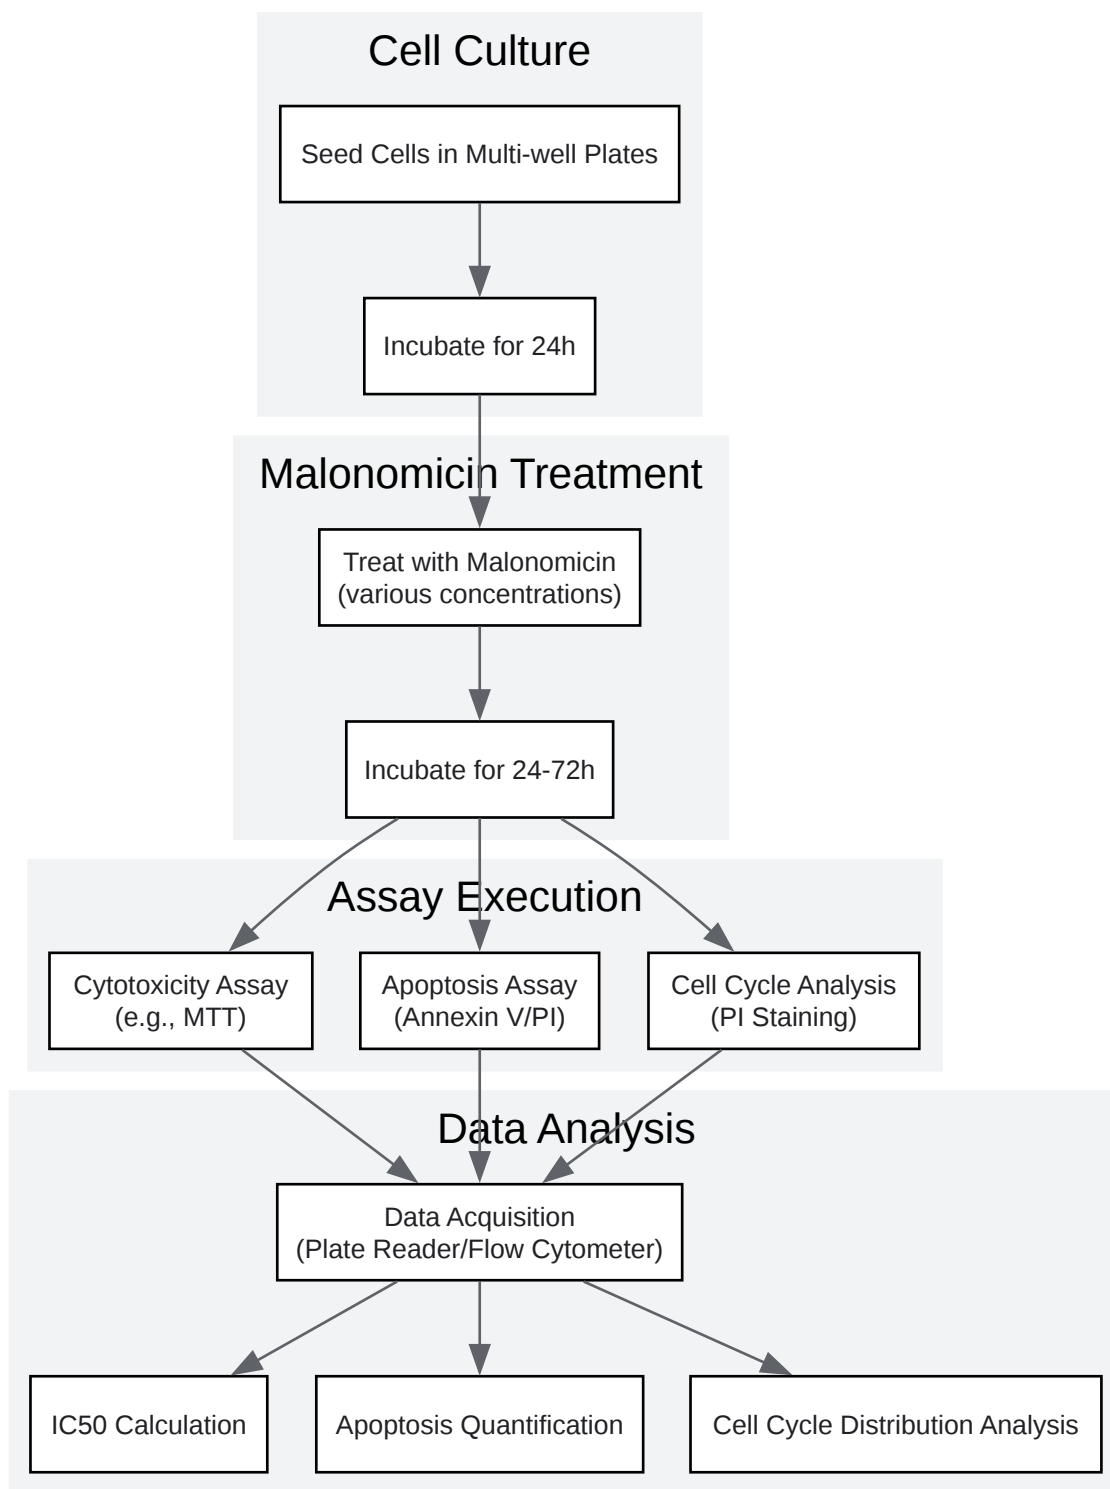 Cell Culture
Seed Cells in Multi-well Plates
Incubate for 24h
Malonomicin Treatment
Treat with Malonomicin
(various concentrations)
Incubate for 24-72h
Assay Execution
Cytotoxicity Assay
(e.g., MTT)
Apoptosis Assay
(Annexin V/PI)
Cell Cycle Analysis
(PI Staining)
Data Analysis
Data Acquisition
(Plate Reader/Flow Cytometer)
IC50 Calculation
Apoptosis Quantification
Cell Cycle Distribution Analysis